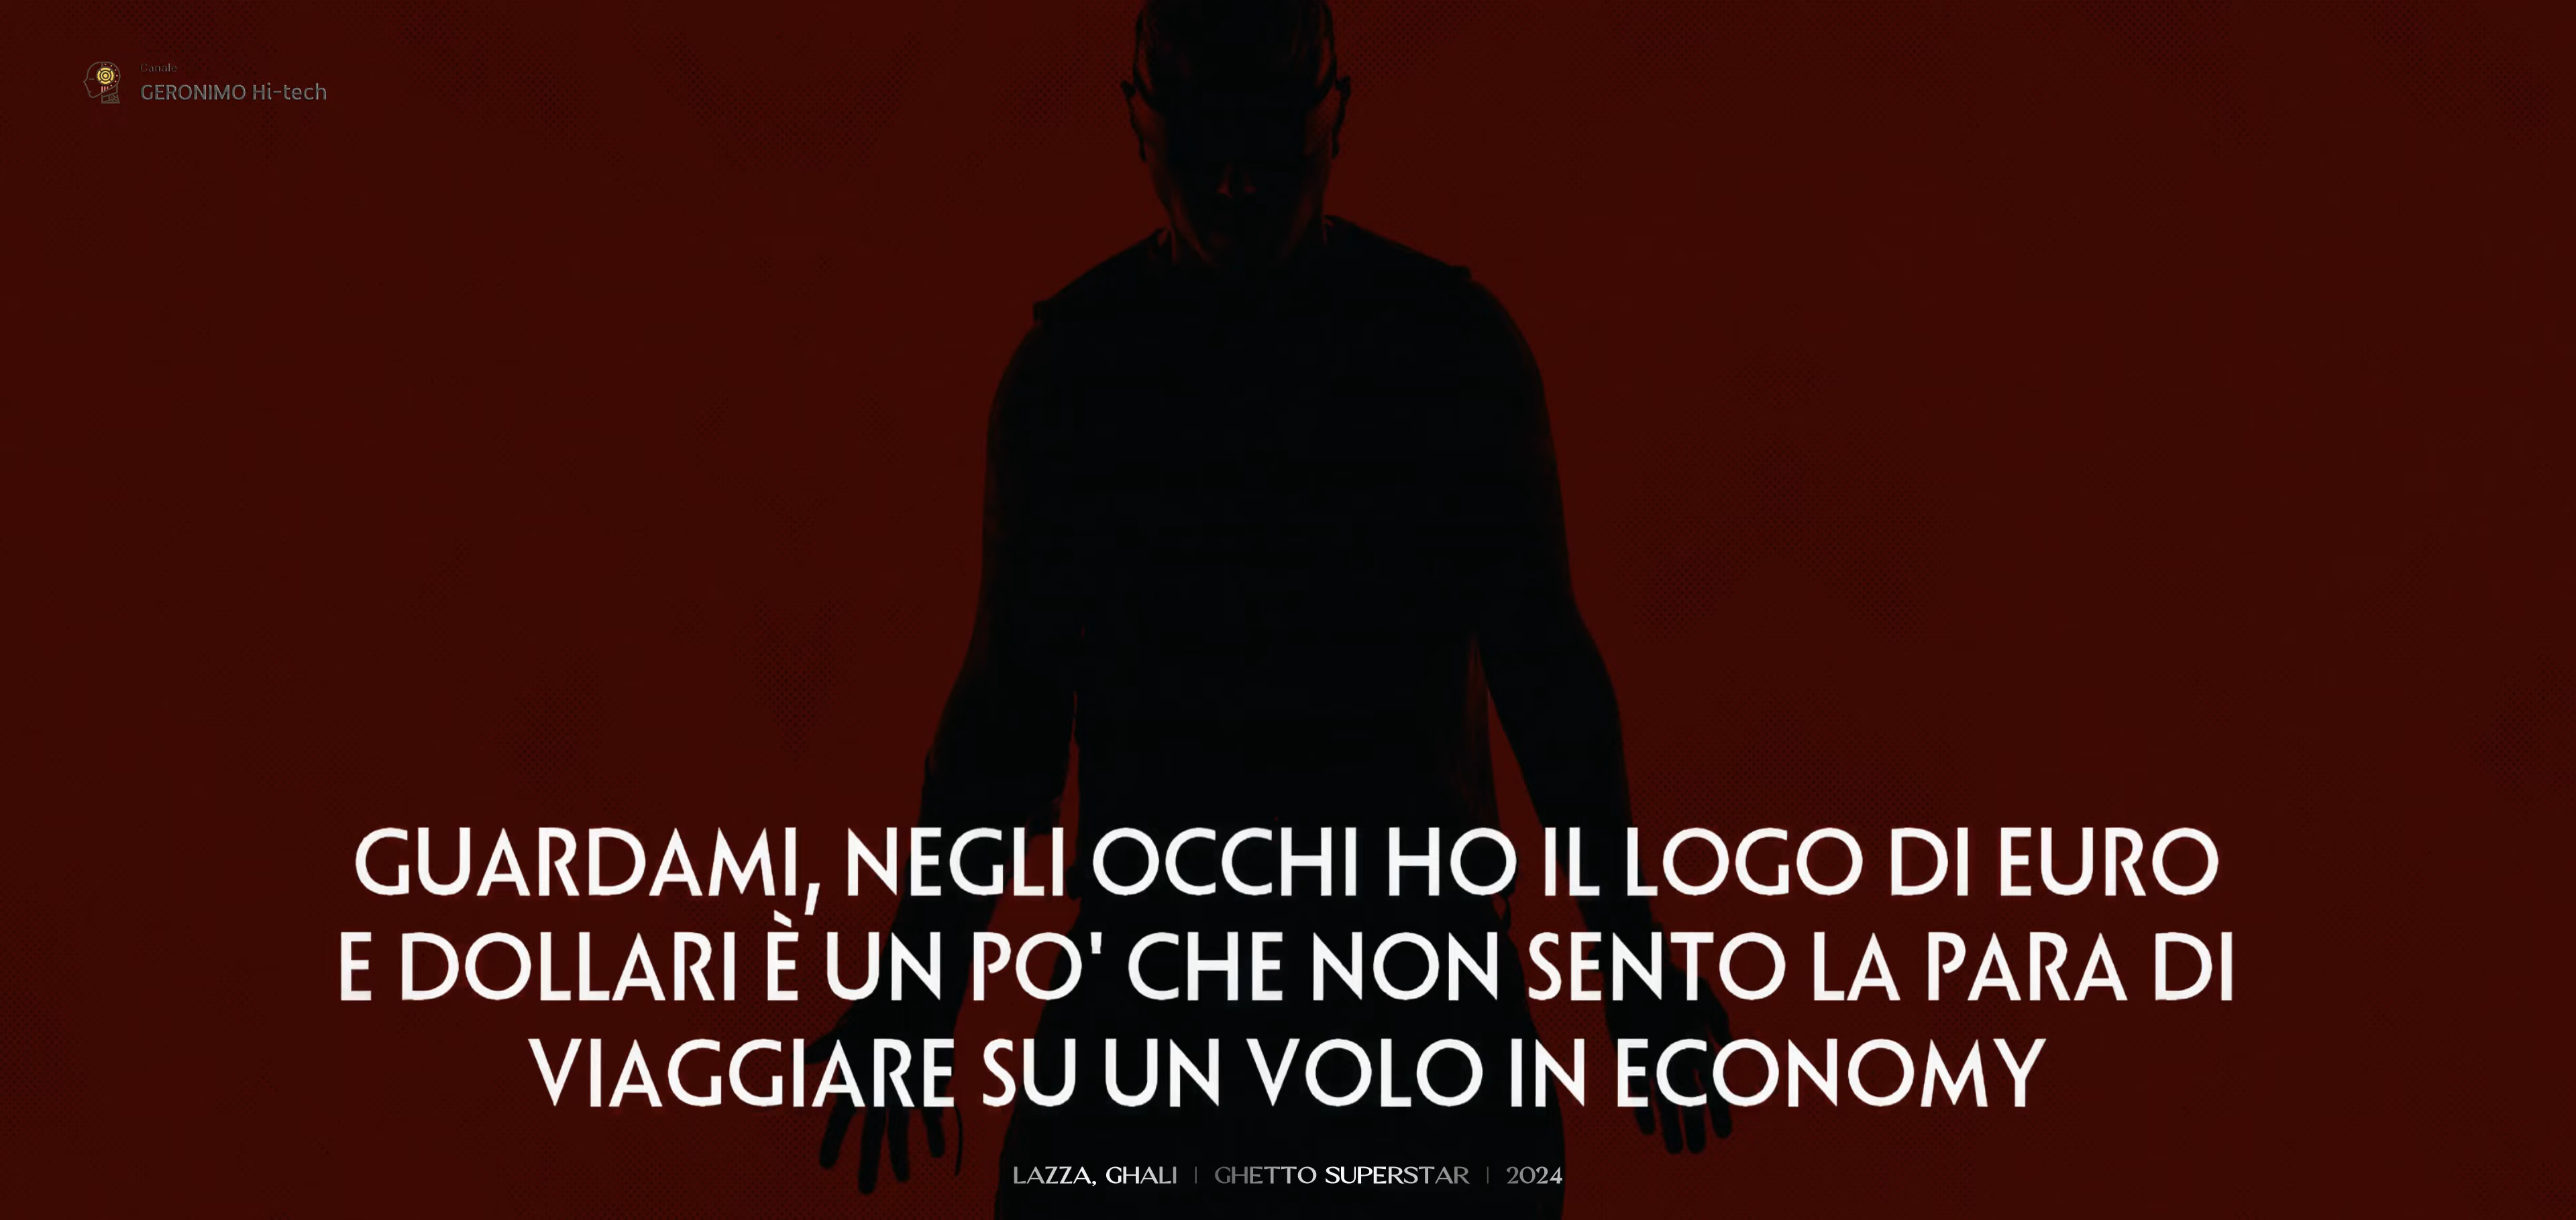 Canale
GERONIMO Hi-tech
GUARDAMI, NEGLI OCCHI HO IL LOGO DI EURO
E DOLLARI È UN PO' CHE NON SENTO LA PARA DI
VIAGGIARE SU UN VOLO IN ECONOMY
LAZZA, GHALI | GHETTO SUPERSTAR | 2024